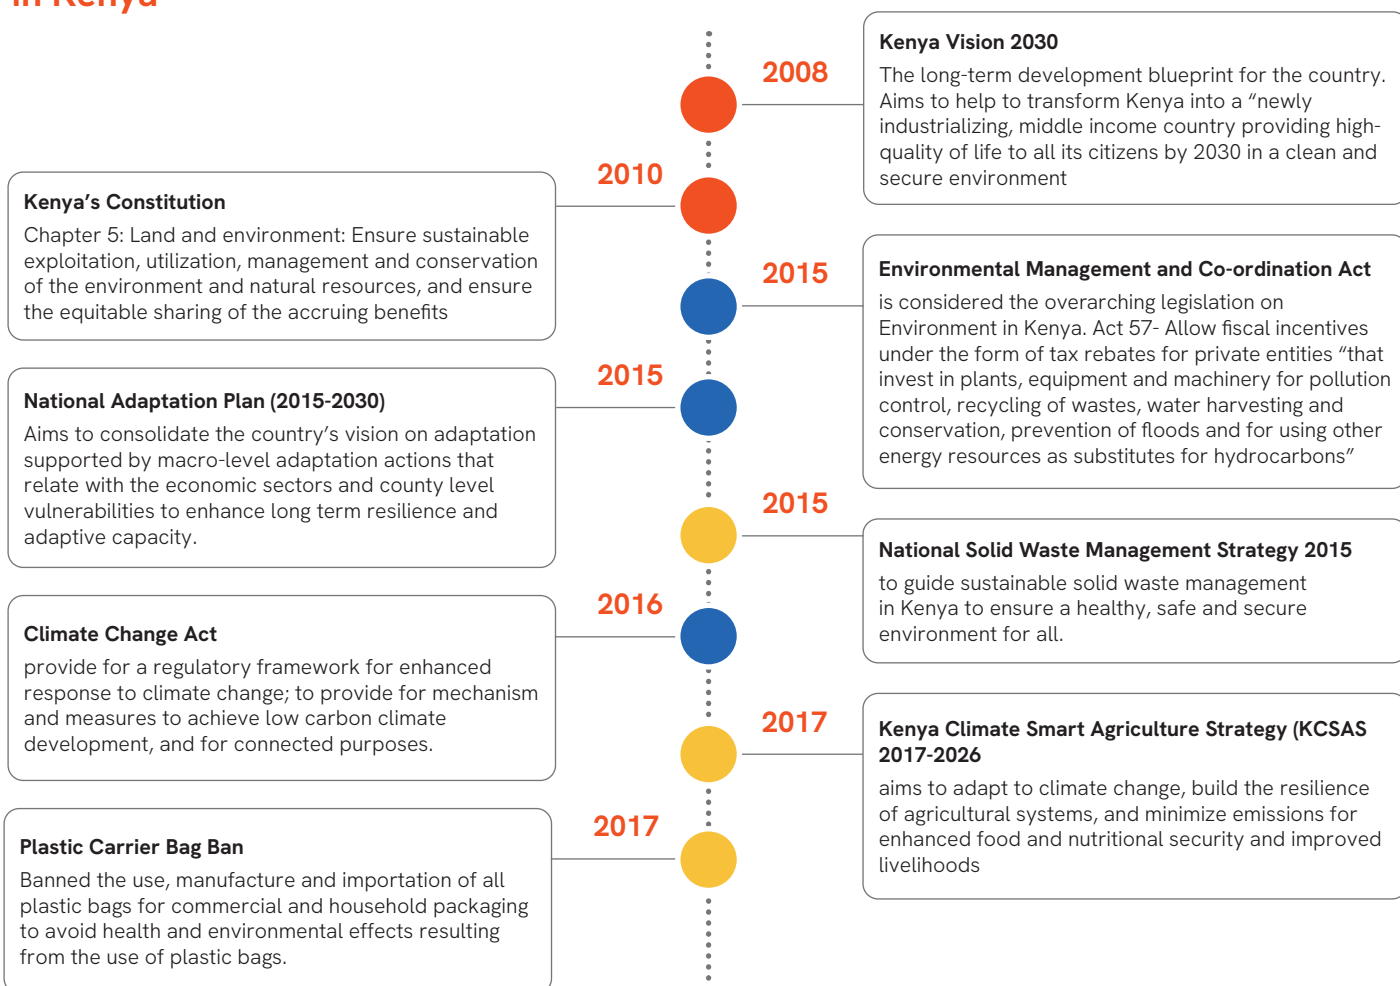 in Kenya
2008
Kenya Vision 2030
The long-term development blueprint for the country.
Aims to help to transform Kenya into a “newly
industrializing, middle income country providing high-
quality of life to all its citizens by 2030 in a clean and
secure environment
2010
Kenya’s Constitution
Chapter 5: Land and environment: Ensure sustainable
exploitation, utilization, management and conservation
of the environment and natural resources, and ensure
the equitable sharing of the accruing benefits
2015
Environmental Management and Co-ordination Act
is considered the overarching legislation on
Environment in Kenya. Act 57- Allow fiscal incentives
under the form of tax rebates for private entities “that
invest in plants, equipment and machinery for pollution
control, recycling of wastes, water harvesting and
conservation, prevention of floods and for using other
energy resources as substitutes for hydrocarbons”
2015
National Adaptation Plan (2015-2030)
Aims to consolidate the country’s vision on adaptation
supported by macro-level adaptation actions that
relate with the economic sectors and county level
vulnerabilities to enhance long term resilience and
adaptive capacity.
2015
National Solid Waste Management Strategy 2015
to guide sustainable solid waste management
in Kenya to ensure a healthy, safe and secure
environment for all.
2016
Climate Change Act
provide for a regulatory framework for enhanced
response to climate change; to provide for mechanism
and measures to achieve low carbon climate
development, and for connected purposes.
2017
Kenya Climate Smart Agriculture Strategy (KCSAS
2017-2026
aims to adapt to climate change, build the resilience
of agricultural systems, and minimize emissions for
enhanced food and nutritional security and improved
livelihoods
2017
Plastic Carrier Bag Ban
Banned the use, manufacture and importation of all
plastic bags for commercial and household packaging
to avoid health and environmental effects resulting
from the use of plastic bags.